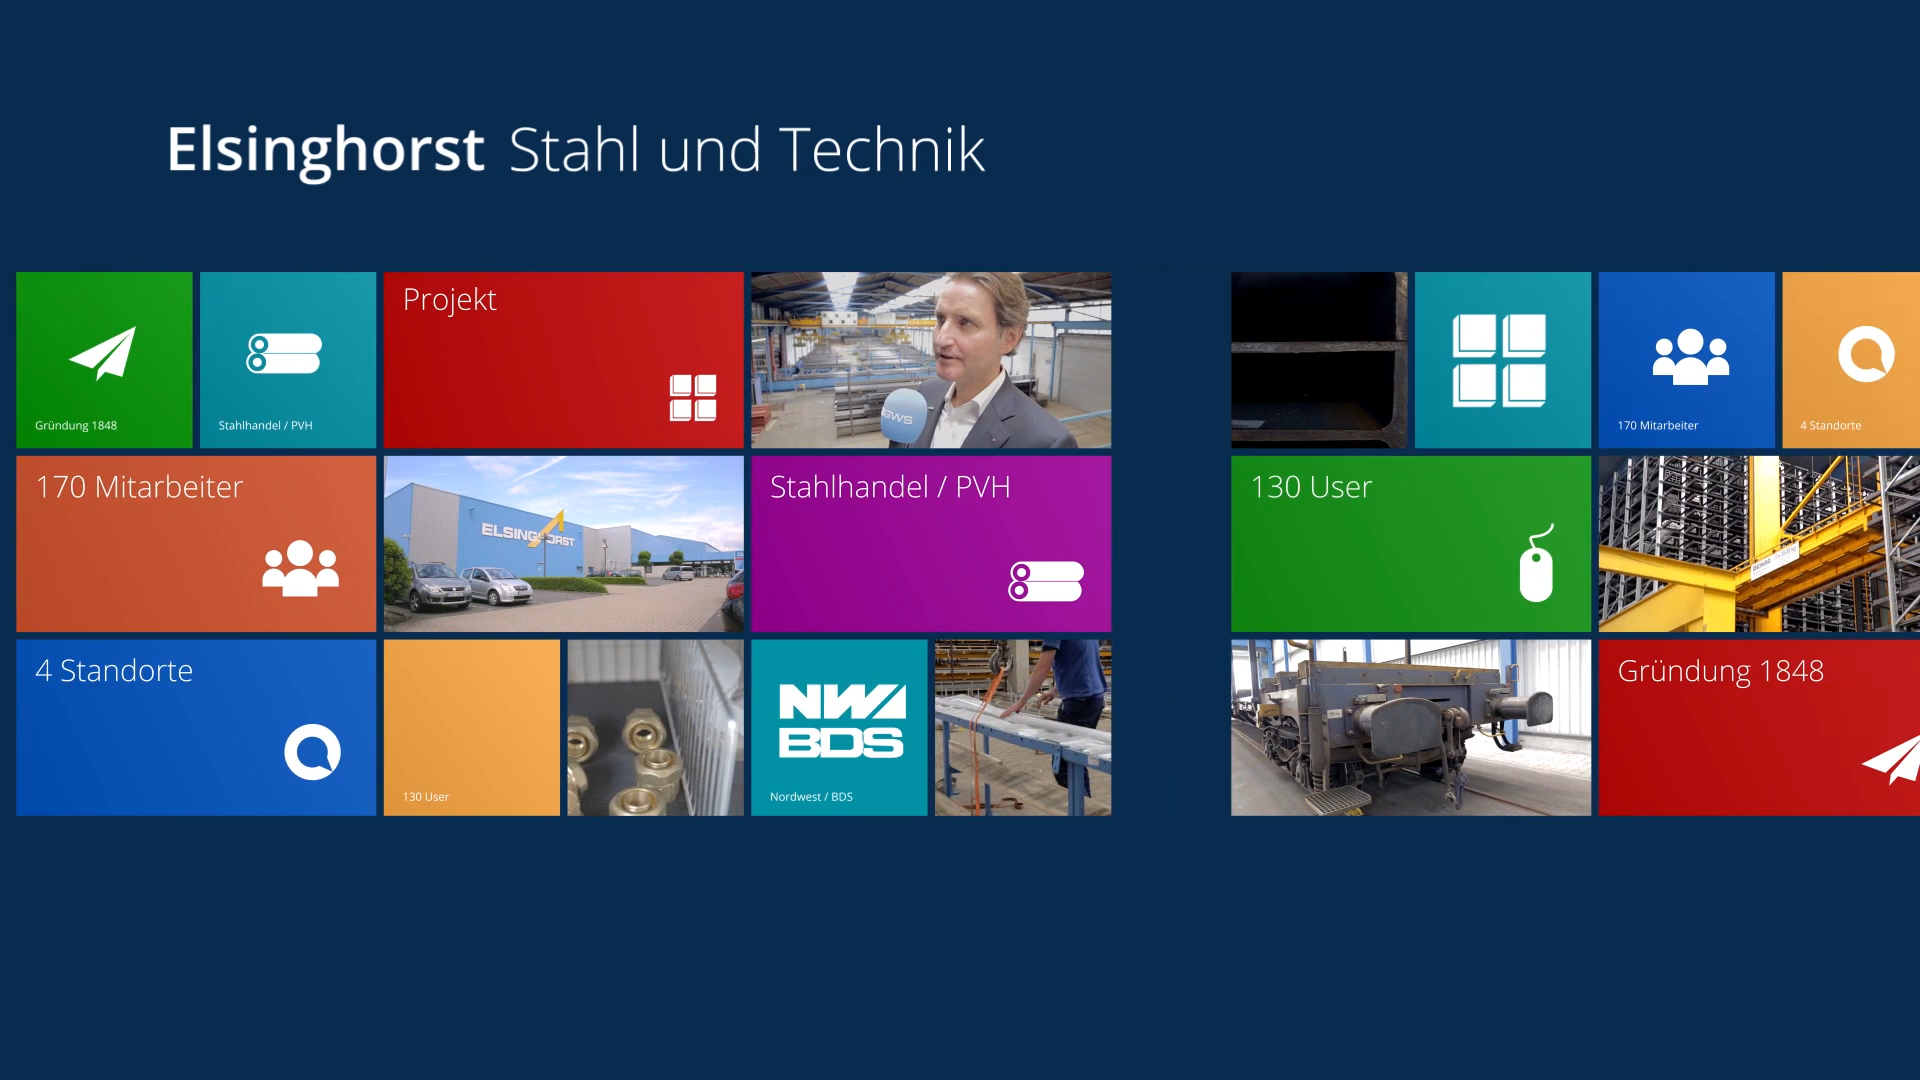 Elsinghorst Stahl und Technik
Gründung 1848
Stahlhandel / PVH
Projekt
GWS
170 Mitarbeiter
4 Standorte
170 Mitarbeiter
ELSINGHORST
Stahlhandel / PVH
130 User
DEMAG
4 Standorte
130 User
NW
BDS
Nordwest / BDS
Gründung 1848